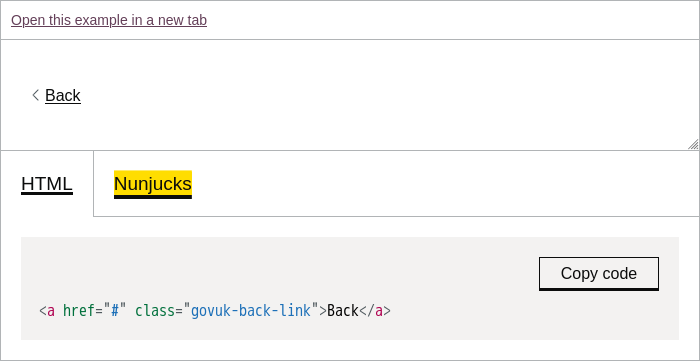 Open this example in a new tab
Back
HTML Nunjucks
Copy code
<a href="#" class="govuk-back-link">Back</a>